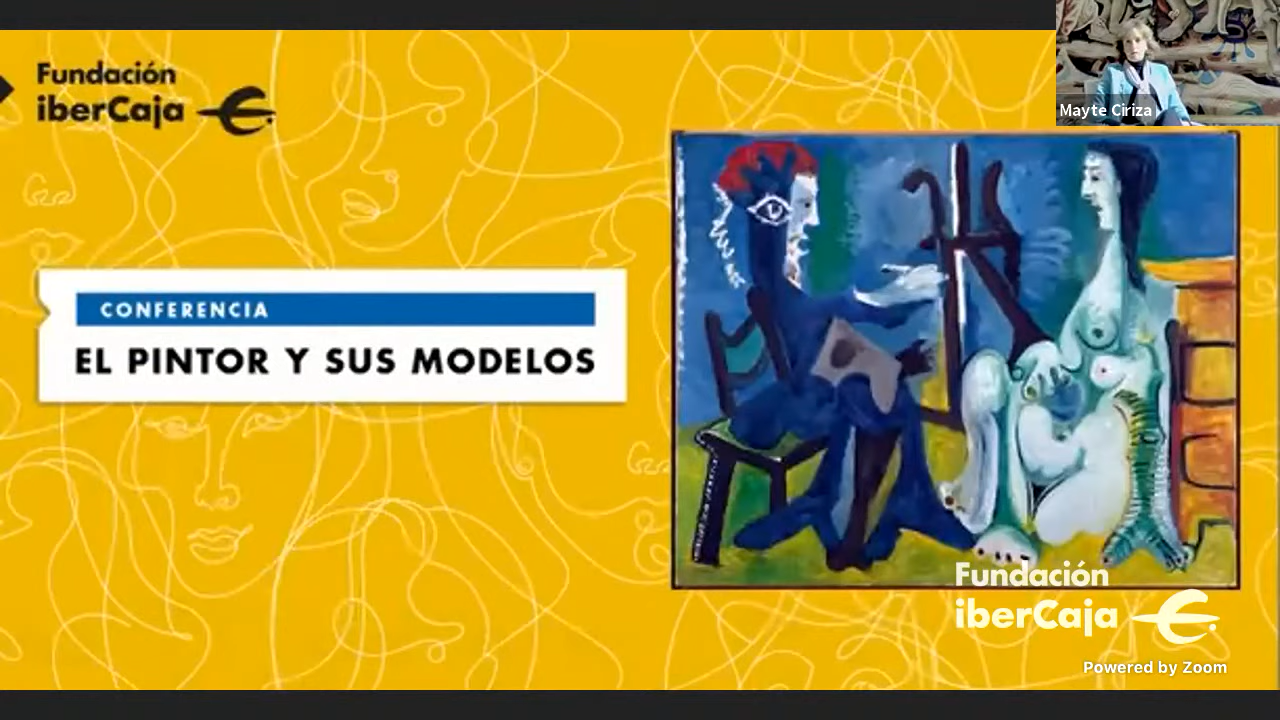 Fundación
iberCaja
Mayte Ciriza
CONFERENCIA
EL PINTOR Y SUS MODELOS
Fundación
iberCaja
Powered by Zoom